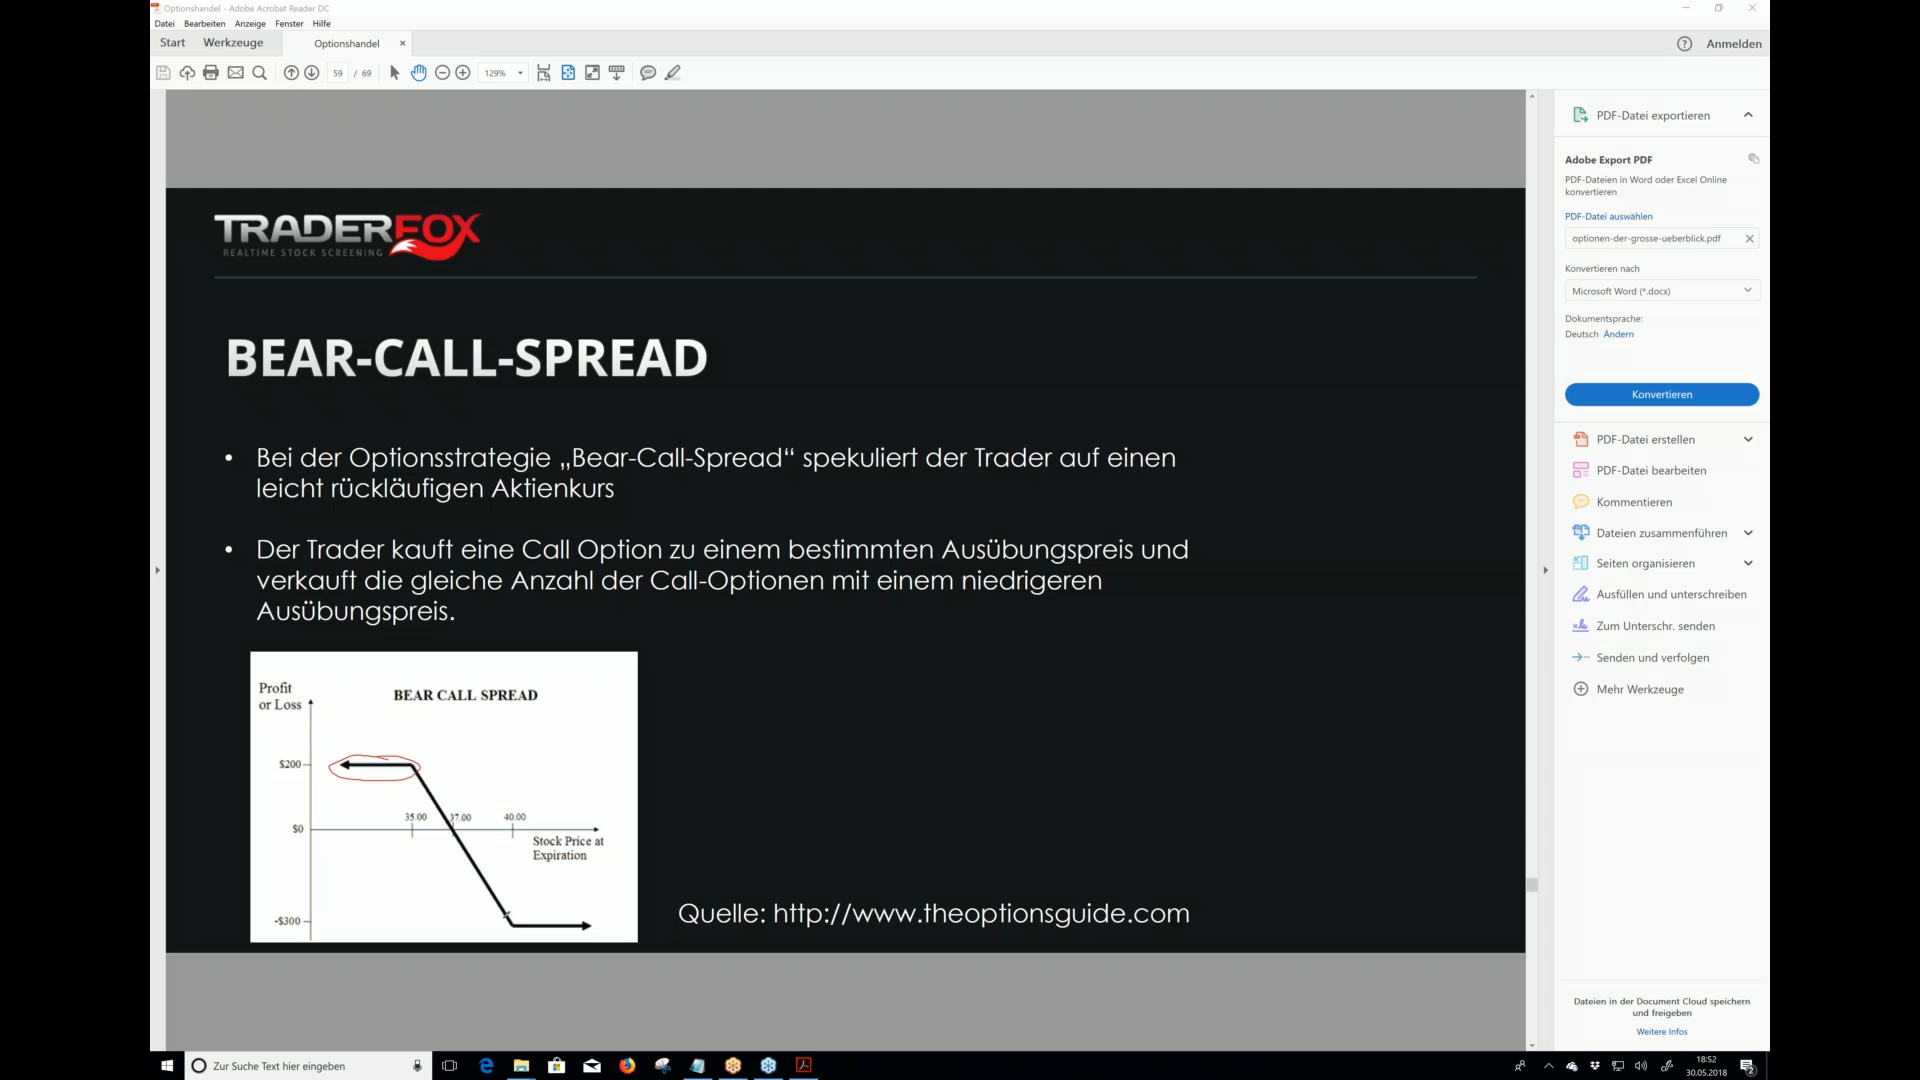 Optionshandel - Adobe Acrobat Reader DC
Datei Bearbeiten Anzeige Fenster Hilfe
Start Werkzeuge Optionshandel × ? Anmelden
59 / 69 129%
PDF-Datei exportieren
Adobe Export PDF
PDF-Dateien in Word oder Excel Online
konvertieren
PDF-Datei auswählen
optionen-der-grosse-ueberblick.pdf
Konvertieren nach
Microsoft Word (*.docx)
Dokumentsprache:
Deutsch Ändern
Konvertieren
PDF-Datei erstellen
PDF-Datei bearbeiten
Kommentieren
Dateien zusammenführen
Seiten organisieren
Ausfüllen und unterschreiben
Zum Unterschr. senden
Senden und verfolgen
Mehr Werkzeuge
Dateien in der Document Cloud speichern
und freigeben
Weitere Infos
TRADERFOX
REALTIME STOCK SCREENING
BEAR-CALL-SPREAD
• Bei der Optionsstrategie „Bear-Call-Spread“ spekuliert der Trader auf einen
leicht rückläufigen Aktienkurs
• Der Trader kauft eine Call Option zu einem bestimmten Ausübungspreis und
verkauft die gleiche Anzahl der Call-Optionen mit einem niedrigeren
Ausübungspreis.
Profit
or Loss
BEAR CALL SPREAD
$200
35.00 37.00 40.00
$0
Stock Price at
Expiration
-$300
Quelle: http://www.theoptionsguide.com
Zur Suche Text hier eingeben
18:52
30.05.2018
2